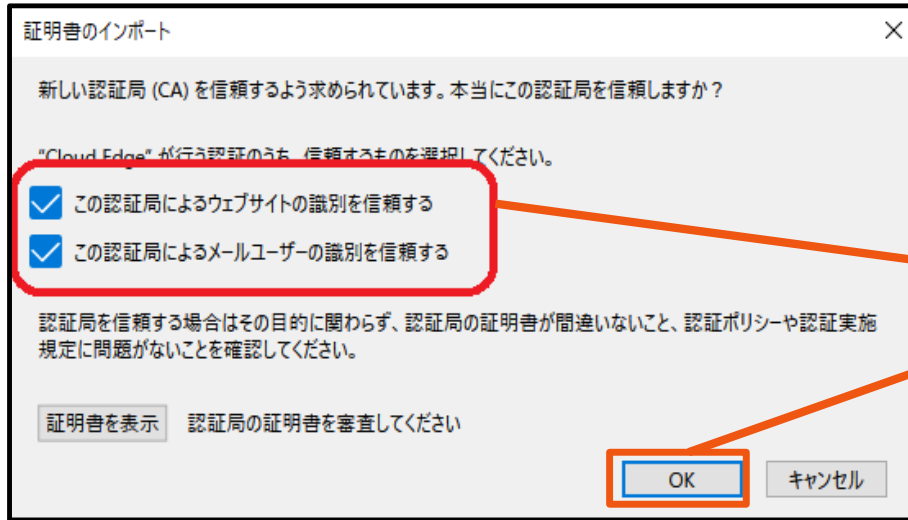 証明書のインポート
新しい認証局 (CA) を信頼するよう求められています。本当にこの認証局を信頼しますか？
"Cloud Edge" が行う認証のうち、信頼するものを選択してください。
この認証局によるウェブサイトの識別を信頼する
この認証局によるメールユーザーの識別を信頼する
認証局を信頼する場合はその目的に関わらず、認証局の証明書が間違いないこと、認証ポリシーや認証実施
規定に問題がないことを確認してください。
証明書を表示 認証局の証明書を審査してください
OK キャンセル